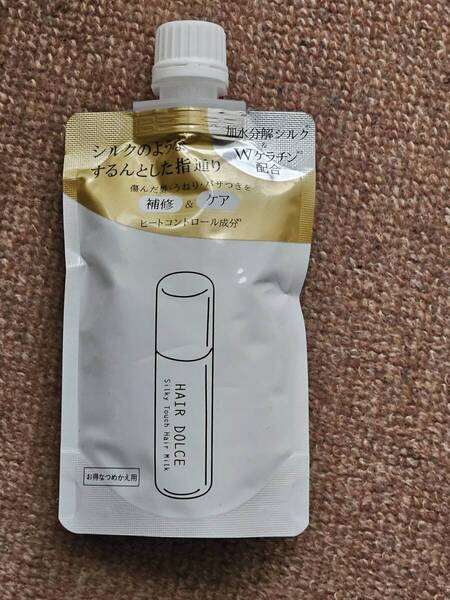 シルクのような
するんとした指通り
加水分解シルク
&
Wケラチン*²
配合
傷んだ髪・うねり・パサつきを
補修 & ケア
ヒートコントロール成分*¹
HAIR DOLCE
Silky Touch Hair Milk
お得なつめかえ用